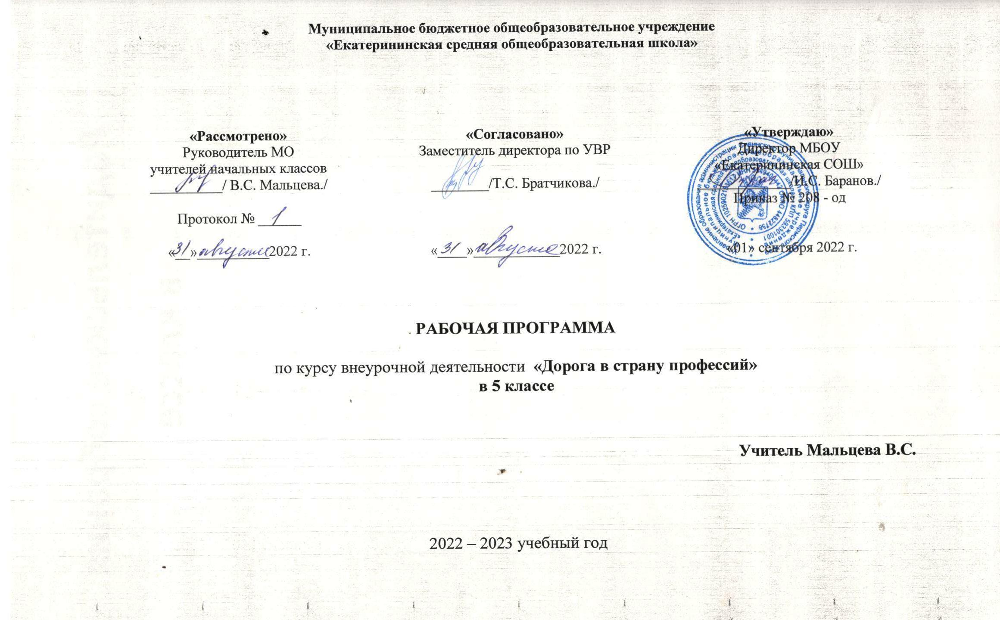 Муниципальное бюджетное общеобразовательное учреждение
«Екатерининская средняя общеобразовательная школа»
«Рассмотрено»
Руководитель МО
учителей начальных классов
__________/ В.С. Мальцева./
Протокол № 1
«31» августа 2022 г.
«Согласовано»
Заместитель директора по УВР
________/Т.С. Братчикова./
«31» августа 2022 г.
«Утверждаю»
Директор МБОУ
«Екатерининская СОШ»
____________/И.С. Баранов./
Приказ № 208 - од
«01» сентября 2022 г.
РАБОЧАЯ ПРОГРАММА
по курсу внеурочной деятельности «Дорога в страну профессий»
в 5 классе
Учитель Мальцева В.С.
2022 – 2023 учебный год